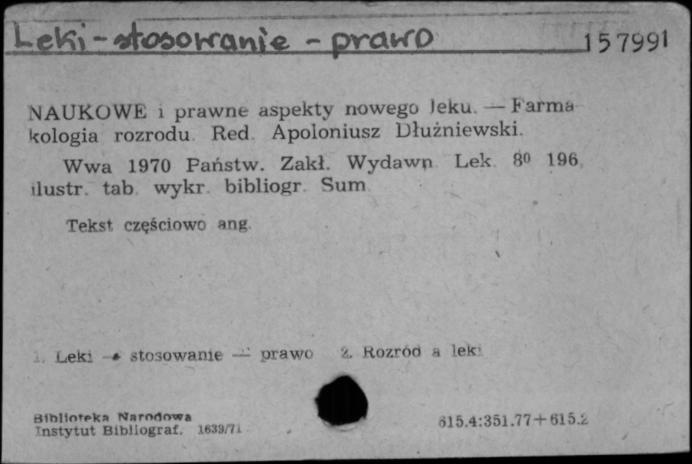 Leki - stosowanie - prawo 157991
NAUKOWE i prawne aspekty nowego leku. — Farma
kologia rozrodu. Red. Apoloniusz Dłużniewski.
Wwa 1970 Państw. Zakł. Wydawn. Lek. 8⁰ 196,
ilustr. tab. wykr. bibliogr. Sum.
Tekst częściowo ang.
1. Leki — stosowanie — prawo 2. Rozród a leki
Biblioteka Narodowa
Instytut Bibliograf. 1639/71
615.4:351.77+615.2